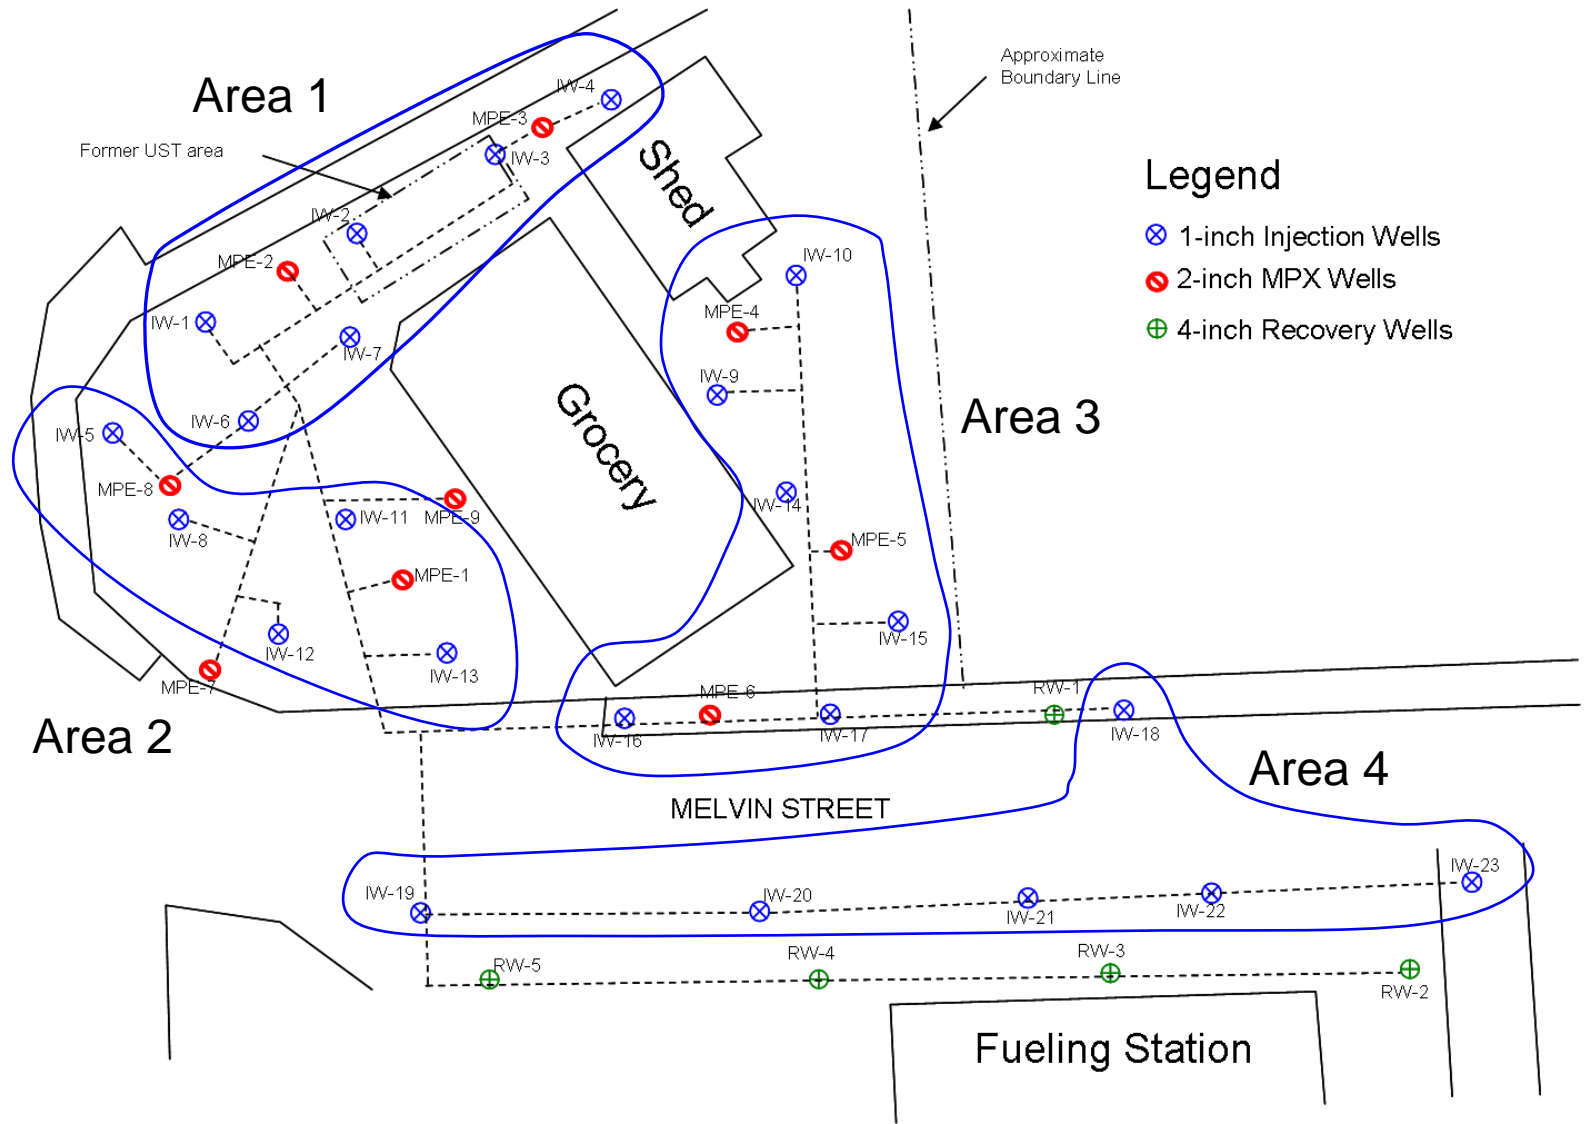 Area 1
IW-4
MPE-3
IW-3
Former UST area
IW-2
MPE-2
IW-1
IW-7
IW-6
Shed
Approximate
Boundary Line
Legend
1-inch Injection Wells
2-inch MPX Wells
4-inch Recovery Wells
IW-10
MPE-4
IW-9
Area 3
Grocery
IW-5
MPE-8
IW-8
IW-11
MPE-9
IW-14
MPE-5
MPE-1
IW-15
IW-12
IW-13
MPE-7
Area 2
MPE-6
IW-16
IW-17
RW-1
IW-18
Area 4
MELVIN STREET
IW-19
IW-20
IW-21
IW-22
IW-23
RW-5
RW-4
RW-3
RW-2
Fueling Station